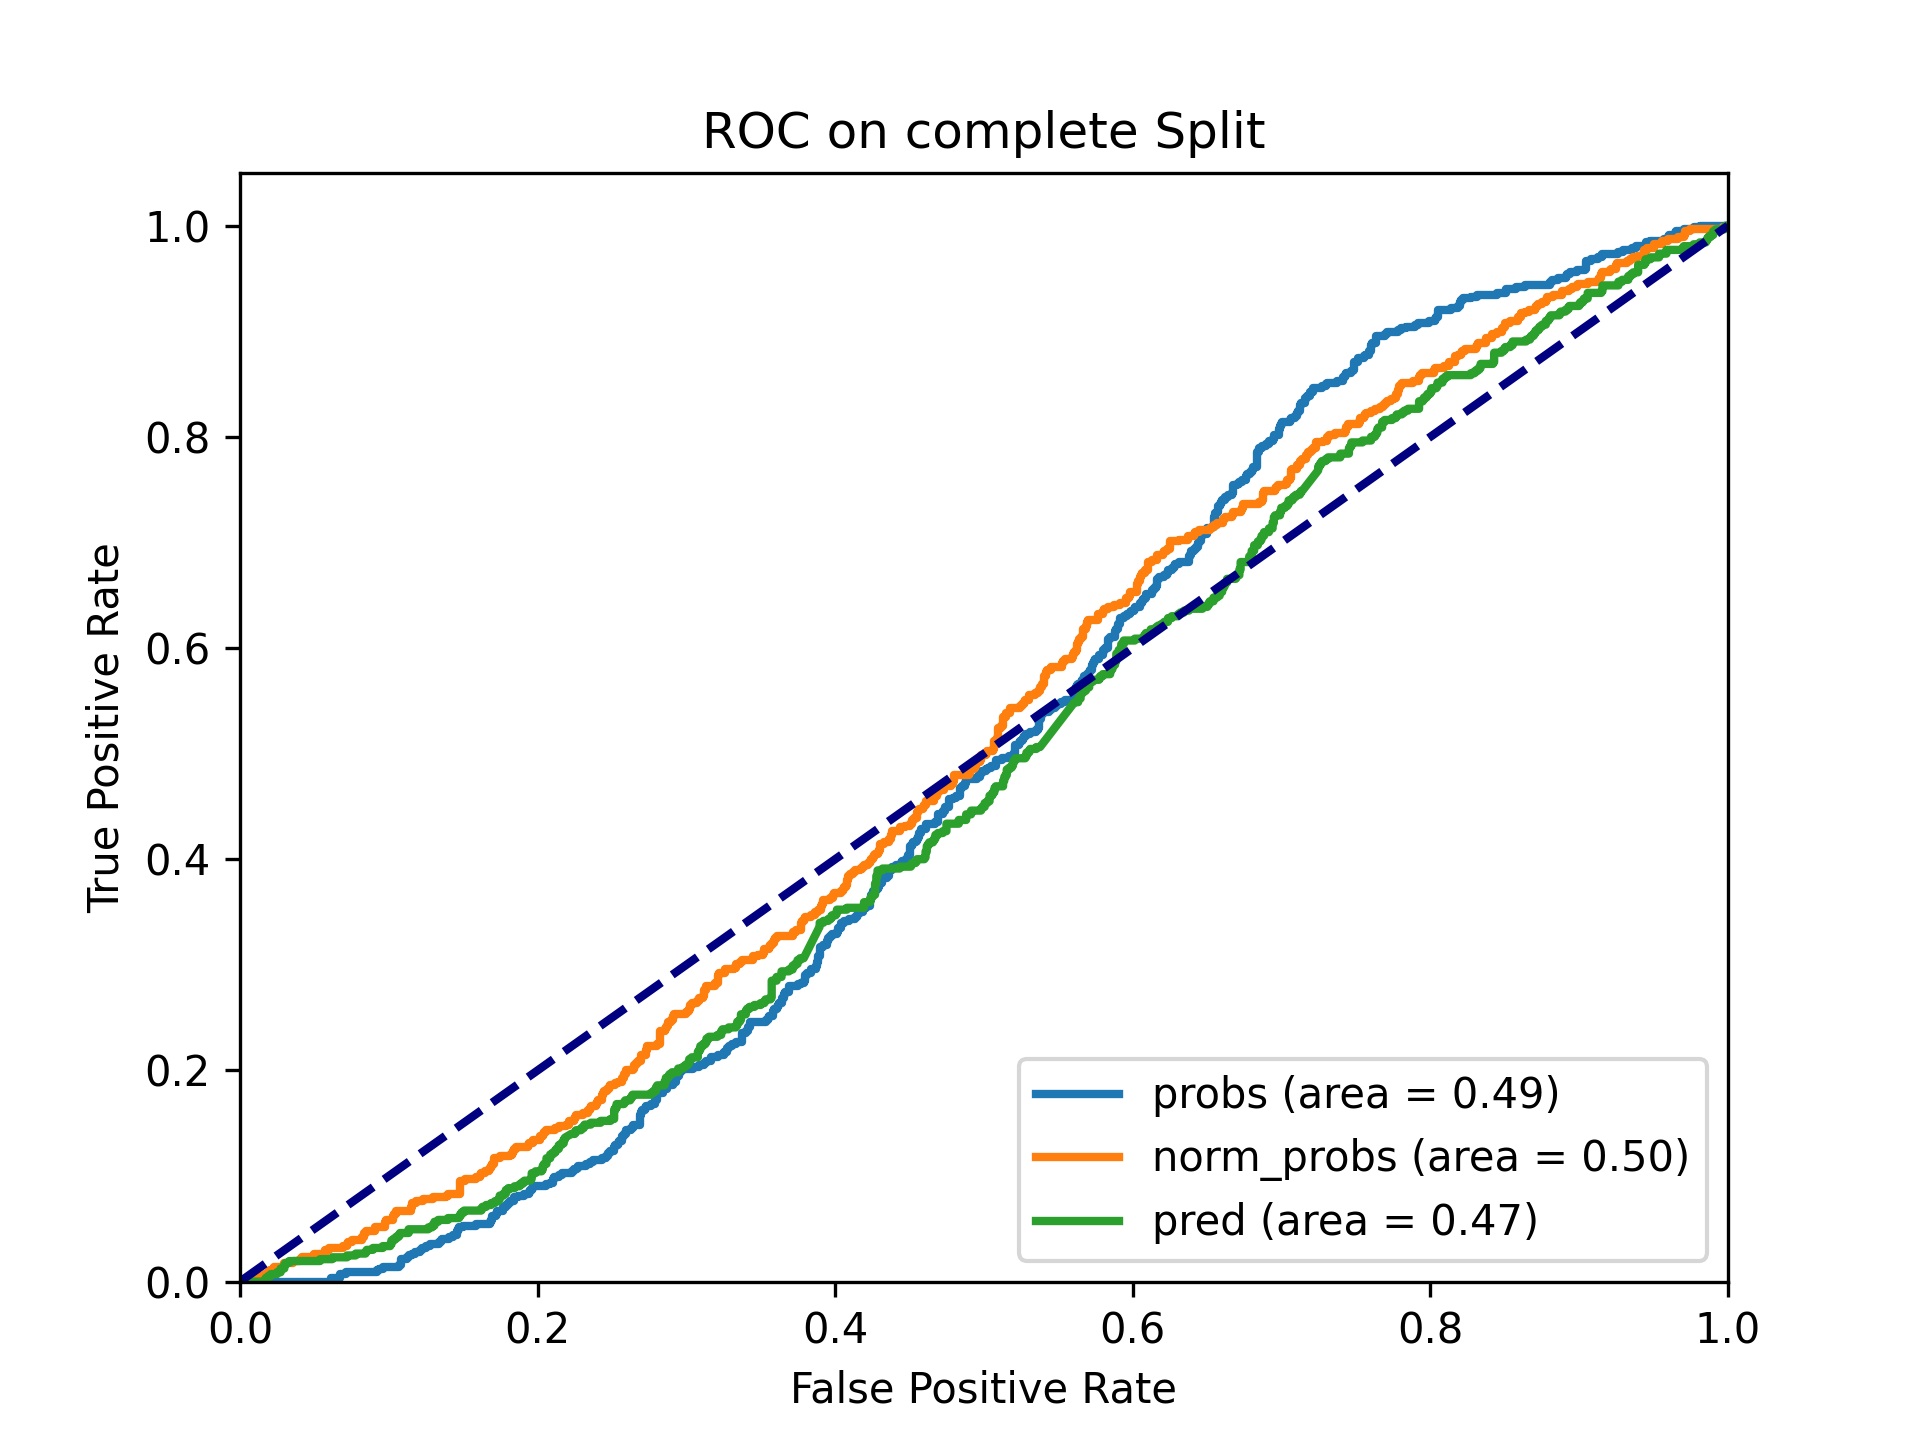 ROC on complete Split
1.0
0.8
0.6
0.4
0.2
0.0
True Positive Rate
0.0 0.2 0.4 0.6 0.8 1.0
False Positive Rate
probs (area = 0.49)
norm_probs (area = 0.50)
pred (area = 0.47)